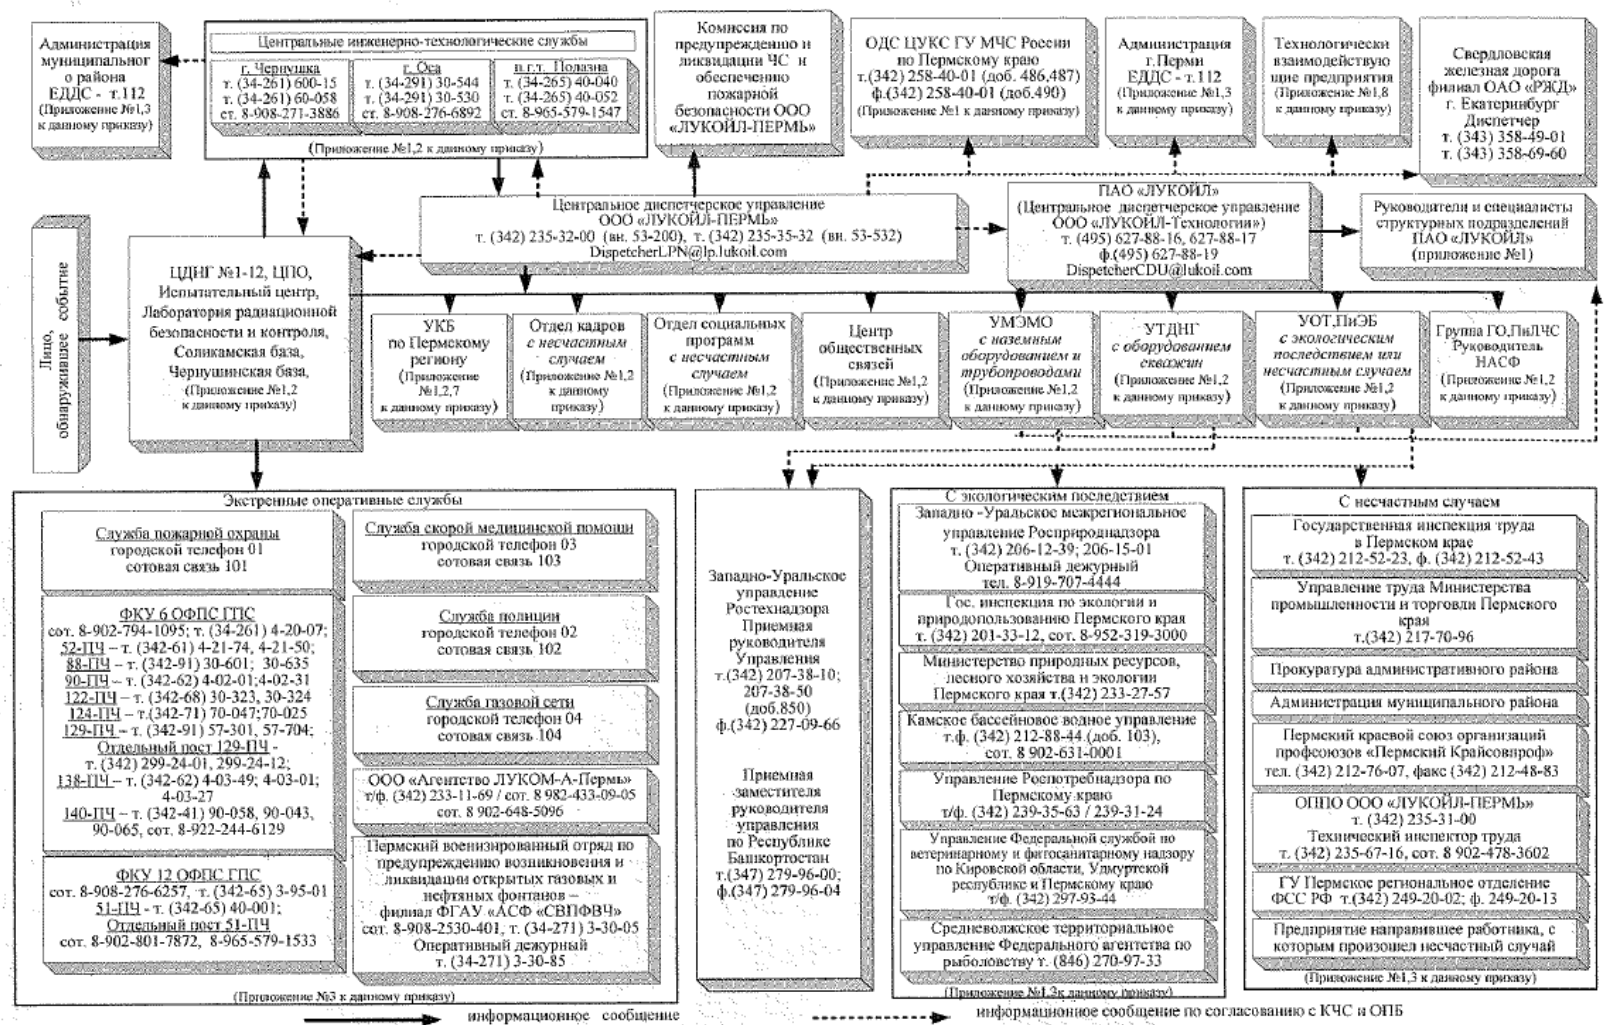 Администрация
муниципальног
о района
ЕДДС - т.112
(Приложение №1,3
к данному приказу)
Центральные инженерно-технологические службы
г. Чернушка
т. (34-261) 600-15
т. (34-261) 60-058
ст. 8-908-271-3886
г. Оса
т. (34-291) 30-544
т. (34-291) 30-530
ст. 8-908-276-6892
п.г.т. Полазна
т. (34-265) 40-040
т. (34-265) 40-052
ст. 8-965-579-1547
(Приложение №1,2 к данному приказу)
Комиссия по
предупреждению и
ликвидации ЧС и
обеспечению
пожарной
безопасности ООО
«ЛУКОЙЛ-ПЕРМЬ»
ОДС ЦУКС ГУ МЧС России
по Пермскому краю
т.(342) 258-40-01 (доб. 486,487)
ф.(342) 258-40-01 (доб.490)
(Приложение №1 к данному приказу)
Администрация
г.Перми
ЕДДС - т.112
(Приложение №1,3
к данному приказу)
Технологически
взаимодействую
щие предприятия
(Приложение №1,8
к данному приказу)
Свердловская
железная дорога
филиал ОАО «РЖД»
г. Екатеринбург
Диспетчер
т. (343) 358-49-01
т. (343) 358-69-60
Центральное диспетчерское управление
ООО «ЛУКОЙЛ-ПЕРМЬ»
т. (342) 235-32-00 (вн. 53-200), т. (342) 235-35-32 (вн. 53-532)
DispetcherLPN@lp.lukoil.com
ПАО «ЛУКОЙЛ»
(Центральное диспетчерское управление
ООО «ЛУКОЙЛ-Технологии»)
т. (495) 627-88-16, 627-88-17
ф.(495) 627-88-19
DispetcherCDU@lukoil.com
Руководители и специалисты
структурных подразделений
ПАО «ЛУКОЙЛ»
(приложение №1)
Лицо,
обнаружившее событие
ЦДНГ №1-12, ЦПО,
Испытательный центр,
Лаборатория радиационной
безопасности и контроля,
Соликамская база,
Чернушинская база,
(Приложение №1,2
к данному приказу)
УКБ
по Пермскому
региону
(Приложение
№1,2,7
к данному приказу)
Отдел кадров
с несчастным
случаем
(Приложение №1,2
к данному
приказу)
Отдел социальных
программ
с несчастным
случаем
(Приложение №1,2
к данному приказу)
Центр
общественных
связей
(Приложение №1,2
к данному приказу)
УМЭМО
с наземным
оборудованием и
трубопроводами
(Приложение №1,2
к данному приказу)
УТДНГ
с оборудованием
скважин
(Приложение №1,2
к данному приказу)
УОТ,ПиЭБ
с экологическим
последствием или
несчастным случаем
(Приложение №1,2
к данному приказу)
Группа ГО,ПиЛЧС
Руководитель
НАСФ
(Приложение №1,2
к данному приказу)
Экстренные оперативные службы
Служба пожарной охраны
городской телефон 01
сотовая связь 101
ФКУ 6 ОФПС ГПС
сот. 8-902-794-1095; т. (34-261) 4-20-07;
52-ПЧ – т. (342-61) 4-21-74, 4-21-50;
88-ПЧ – т. (342-91) 30-601; 30-635
90-ПЧ – т. (342-62) 4-02-01;4-02-31
122-ПЧ – т. (342-68) 30-323, 30-324
124-ПЧ – т.(342-71) 70-047;70-025
129-ПЧ – т. (342-91) 57-301, 57-704;
Отдельный пост 129-ПЧ -
т. (342) 299-24-01, 299-24-12;
138-ПЧ – т. (342-62) 4-03-49; 4-03-01;
4-03-27
140-ПЧ – т. (342-41) 90-058, 90-043,
90-065, сот. 8-922-244-6129
ФКУ 12 ОФПС ГПС
сот. 8-908-276-6257, т. (342-65) 3-95-01
51-ПЧ - т. (342-65) 40-001;
Отдельный пост 51-ПЧ
сот. 8-902-801-7872, 8-965-579-1533
Служба скорой медицинской помощи
городской телефон 03
сотовая связь 103
Служба полиции
городской телефон 02
сотовая связь 102
Служба газовой сети
городской телефон 04
сотовая связь 104
ООО «Агентство ЛУКОМ-А-Пермь»
т/ф. (342) 233-11-69 / сот. 8 982-433-09-05
сот. 8 902-648-5096
Пермский военизированный отряд по
предупреждению возникновения и
ликвидации открытых газовых и
нефтяных фонтанов –
филиал ФГАУ «АСФ «СВПФВЧ»
сот. 8-908-2530-401, т. (34-271) 3-30-05
Оперативный дежурный
т. (34-271) 3-30-85
(Приложение №3 к данному приказу)
Западно-Уральское
управление
Ростехнадзора
Приемная
руководителя
Управления
т.(342) 207-38-10;
207-38-50
(доб.850)
ф.(342) 227-09-66
Приемная
заместителя
руководителя
управления
по Республике
Башкортостан
т.(347) 279-96-00;
ф.(347) 279-96-04
С экологическим последствием
Западно -Уральское межрегиональное
управление Росприроднадзора
т. (342) 206-12-39; 206-15-01
Оперативный дежурный
тел. 8-919-707-4444
Гос. инспекция по экологии и
природопользованию Пермского края
т. (342) 201-33-12, сот. 8-952-319-3000
Министерство природных ресурсов,
лесного хозяйства и экологии
Пермского края т.(342) 233-27-57
Камское бассейновое водное управление
т.ф. (342) 212-88-44 (доб. 103),
сот. 8 902-631-0001
Управление Роспотребнадзора по
Пермскому краю
т/ф. (342) 239-35-63 / 239-31-24
Управление Федеральной службой по
ветеринарному и фитосанитарному надзору
по Кировской области, Удмуртской
республике и Пермскому краю
т/ф. (342) 297-93-44
Средневолжское территориальное
управление Федерального агентства по
рыболовству т. (846) 270-97-33
(Приложение №1,3к данному приказу)
С несчастным случаем
Государственная инспекция труда
в Пермском крае
т. (342) 212-52-23, ф. (342) 212-52-43
Управление труда Министерства
промышленности и торговли Пермского
края
т.(342) 217-70-96
Прокуратура административного района
Администрация муниципального района
Пермский краевой союз организаций
профсоюзов «Пермский Крайсовпроф»
тел. (342) 212-76-07, факс (342) 212-48-83
ОППО ООО «ЛУКОЙЛ-ПЕРМЬ»
т. (342) 235-31-00
Технический инспектор труда
т. (342) 235-67-16, сот. 8 902-478-3602
ГУ Пермское региональное отделение
ФСС РФ т.(342) 249-20-02; ф. 249-20-13
Предприятие направившее работника, с
которым произошел несчастный случай
(Приложение №1,3 к данному приказу)
информационное сообщение
информационное сообщение по согласованию с КЧС и ОПБ